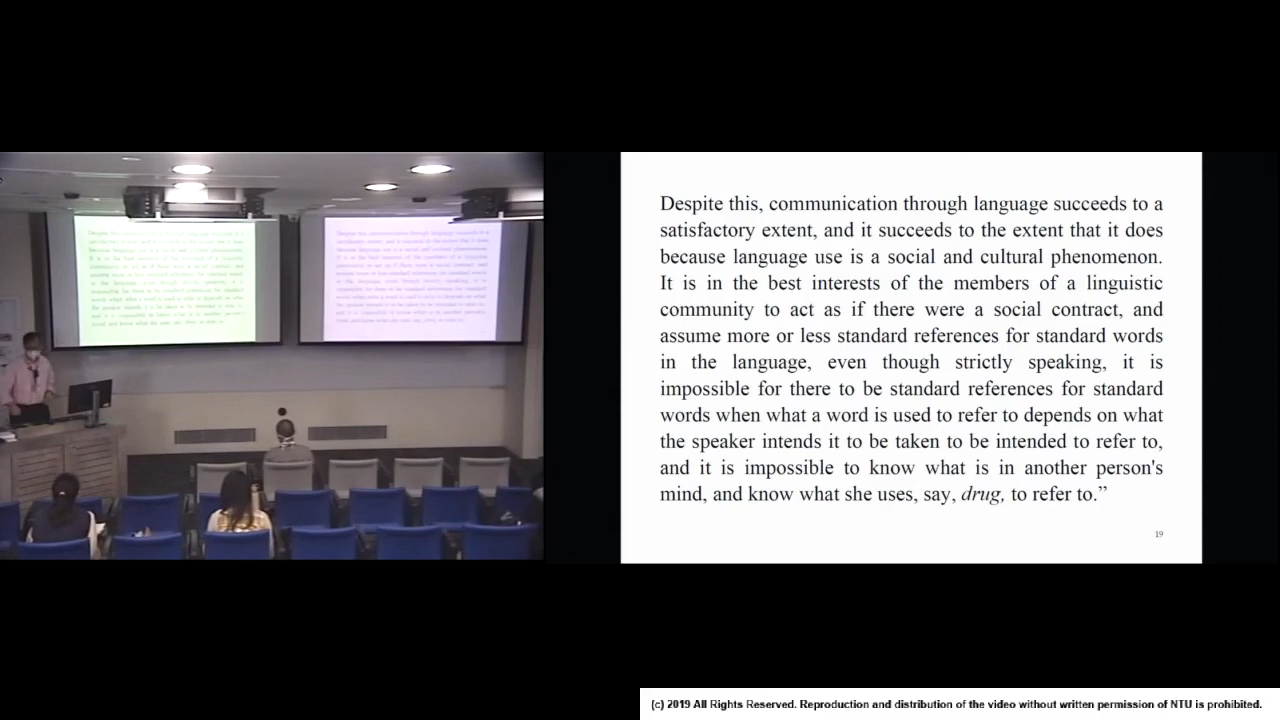 Despite this, communication through language succeeds to a
satisfactory extent, and it succeeds to the extent that it does
because language use is a social and cultural phenomenon.
It is in the best interests of the members of a linguistic
community to act as if there were a social contract, and
assume more or less standard references for standard words
in the language, even though strictly speaking, it is
impossible for there to be standard references for standard
words when what a word is used to refer to depends on what
the speaker intends it to be taken to be intended to refer to,
and it is impossible to know what is in another person's
mind, and know what she uses, say, drug, to refer to.”
19
(c) 2019 All Rights Reserved. Reproduction and distribution of the video without written permission of NTU is prohibited.